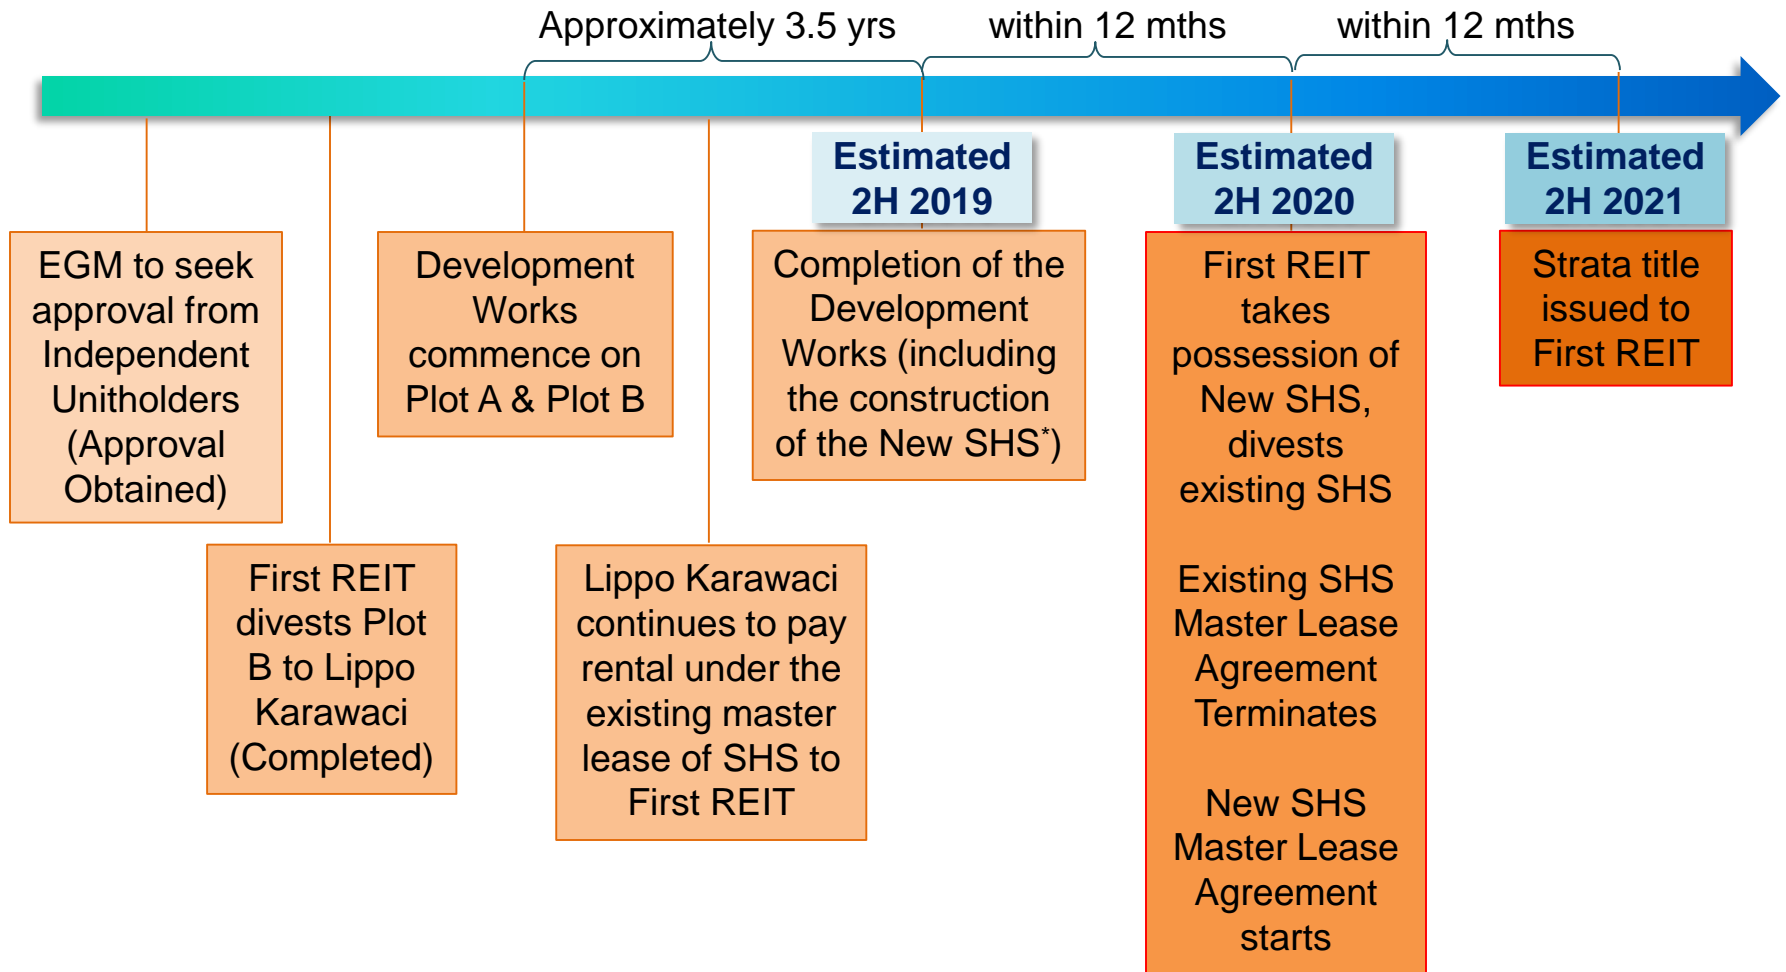 Approximately 3.5 yrs
within 12 mths
within 12 mths
Estimated
2H 2019
Estimated
2H 2020
Estimated
2H 2021
EGM to seek
approval from
Independent
Unitholders
(Approval
Obtained)
First REIT
divests Plot
B to Lippo
Karawaci
(Completed)
Development
Works
commence on
Plot A & Plot B
Lippo Karawaci
continues to pay
rental under the
existing master
lease of SHS to
First REIT
Completion of the
Development
Works (including
the construction
of the New SHS*)
First REIT
takes
possession of
New SHS,
divests
existing SHS
Existing SHS
Master Lease
Agreement
Terminates
New SHS
Master Lease
Agreement
starts
Strata title
issued to
First REIT